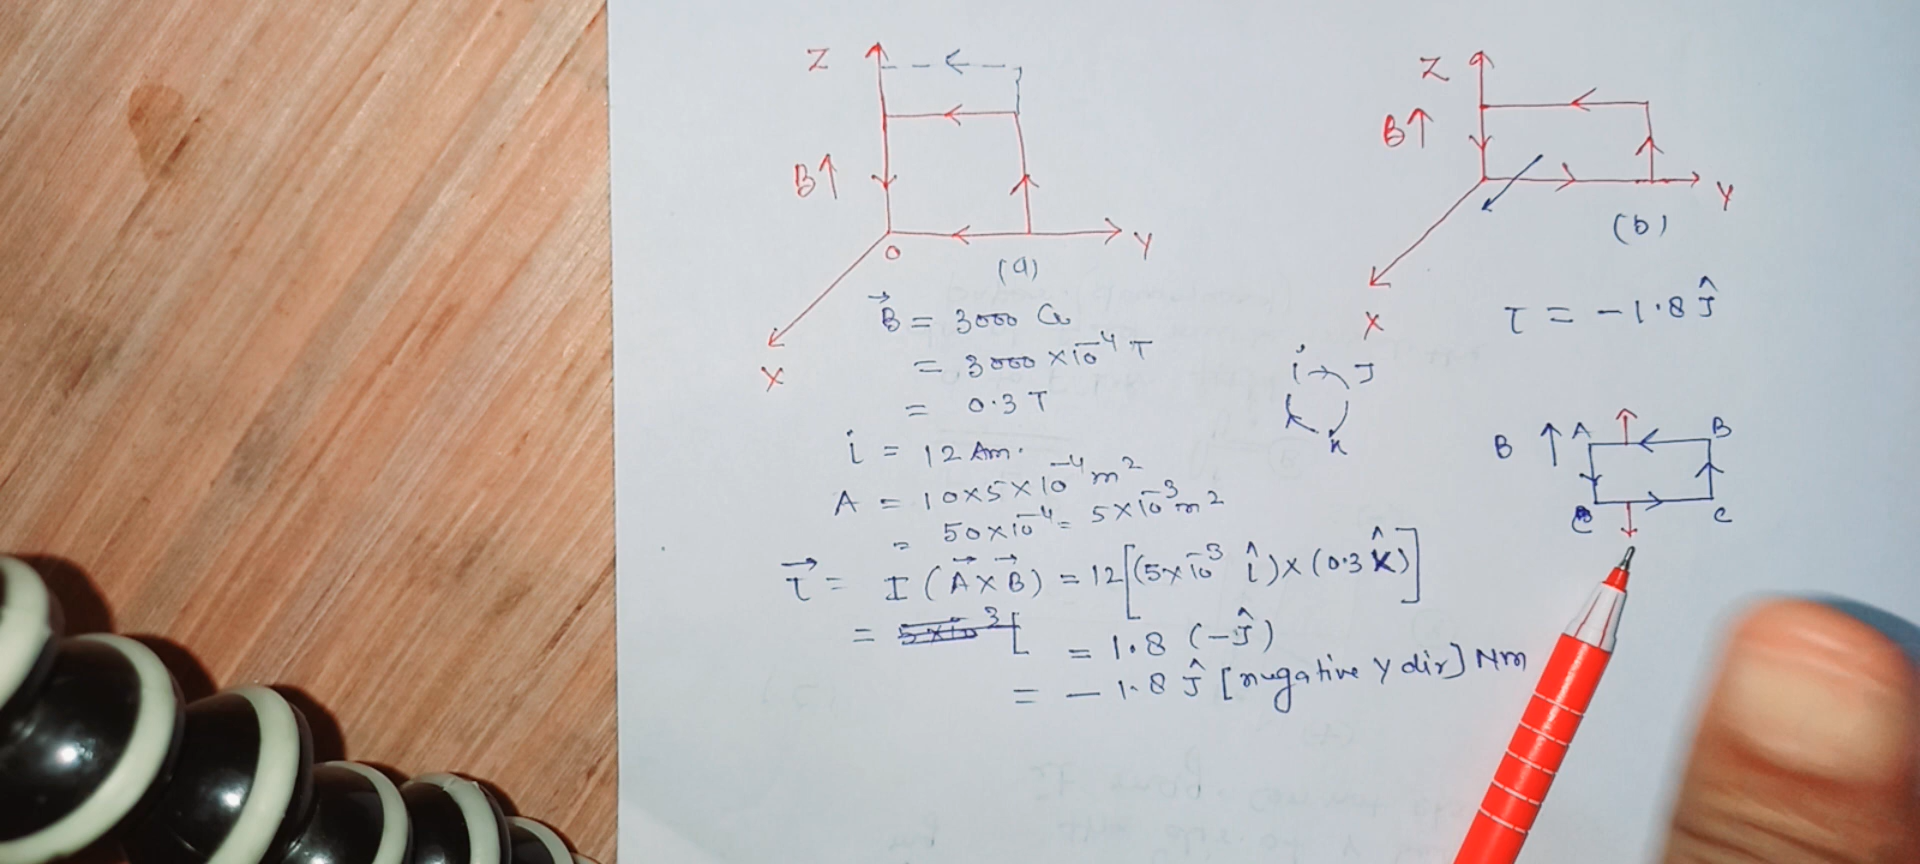 Z
B↑
O
Y
X
(a)
Z
B↑
Y
X
(b)
B⃗ = 3000 G
= 3000 × 10⁻⁴ T
= 0.3 T
i = 12 Am.
A = 10×5×10⁻⁴ m²
= 50×10⁻⁴ = 5×10⁻³ m²
τ⃗ = I (A⃗ × B⃗) = 12[(5×10⁻³ î) × (0.3 k̂)]
= [
= 1.8 (-ĵ)
= - 1.8 ĵ [negative Y dir] Nm
τ = - 1.8 ĵ
i J
k
B ↑ A B
C